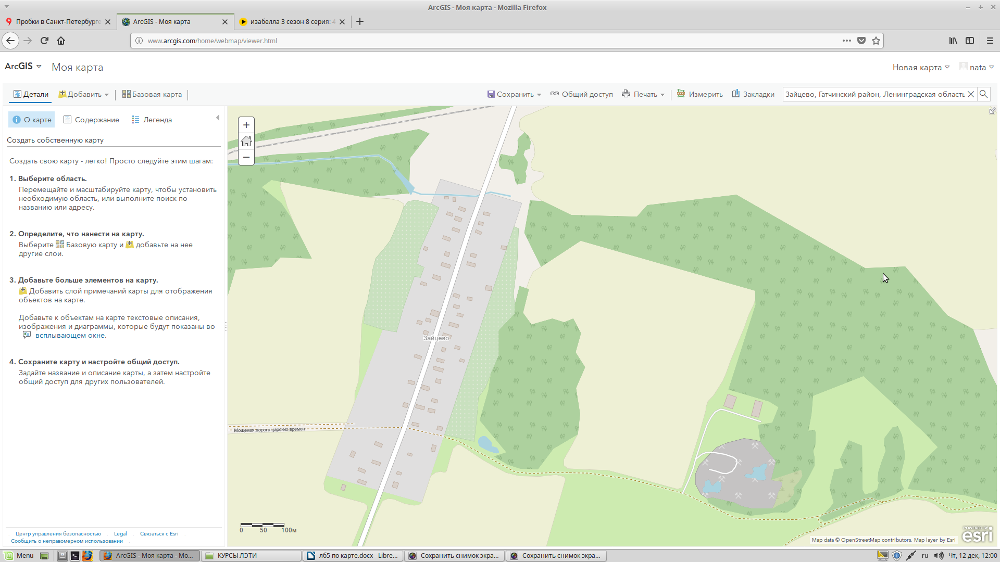 ArcGIS - Моя карта - Mozilla Firefox
Пробки в Санкт-Петербурге
ArcGIS - Моя карта
изабелла 3 сезон 8 серия: 4
www.arcgis.com/home/webmap/viewer.html
ArcGIS
Моя карта
Новая карта
nata
Детали
Добавить
Базовая карта
Сохранить
Общий доступ
Печать
Измерить
Закладки
Зайцево, Гатчинский район, Ленинградская область
О карте
Содержание
Легенда
Создать собственную карту
Создать свою карту - легко! Просто следуйте этим шагам:
1. Выберите область.
Перемещайте и масштабируйте карту, чтобы установить
необходимую область, или выполните поиск по
названию или адресу.
2. Определите, что нанести на карту.
Выберите Базовую карту и добавьте на нее
другие слои.
3. Добавьте больше элементов на карту.
Добавить слой примечаний карты для отображения
объектов на карте.
Добавьте к объектам на карте текстовые описания,
изображения и диаграммы, которые будут показаны во
всплывающем окне.
4. Сохраните карту и настройте общий доступ.
Задайте название и описание карты, а затем настройте
общий доступ для других пользователей.
Центр управления безопасностью
Legal
Связаться с Esri
Сообщить о неправомерном использовании
+
−
Зайцево
Мощеная дорога царских времен
0 50 100м
POWERED BY
esri
Map data © OpenStreetMap contributors, Map layer by Esri
Menu
ArcGIS - Моя карта - Mo...
КУРСЫ ЛЭТИ
лб5 по карте.docx - Libre...
Сохранить снимок экра...
Сохранить снимок экра...
ru
Чт, 12 дек, 12:00